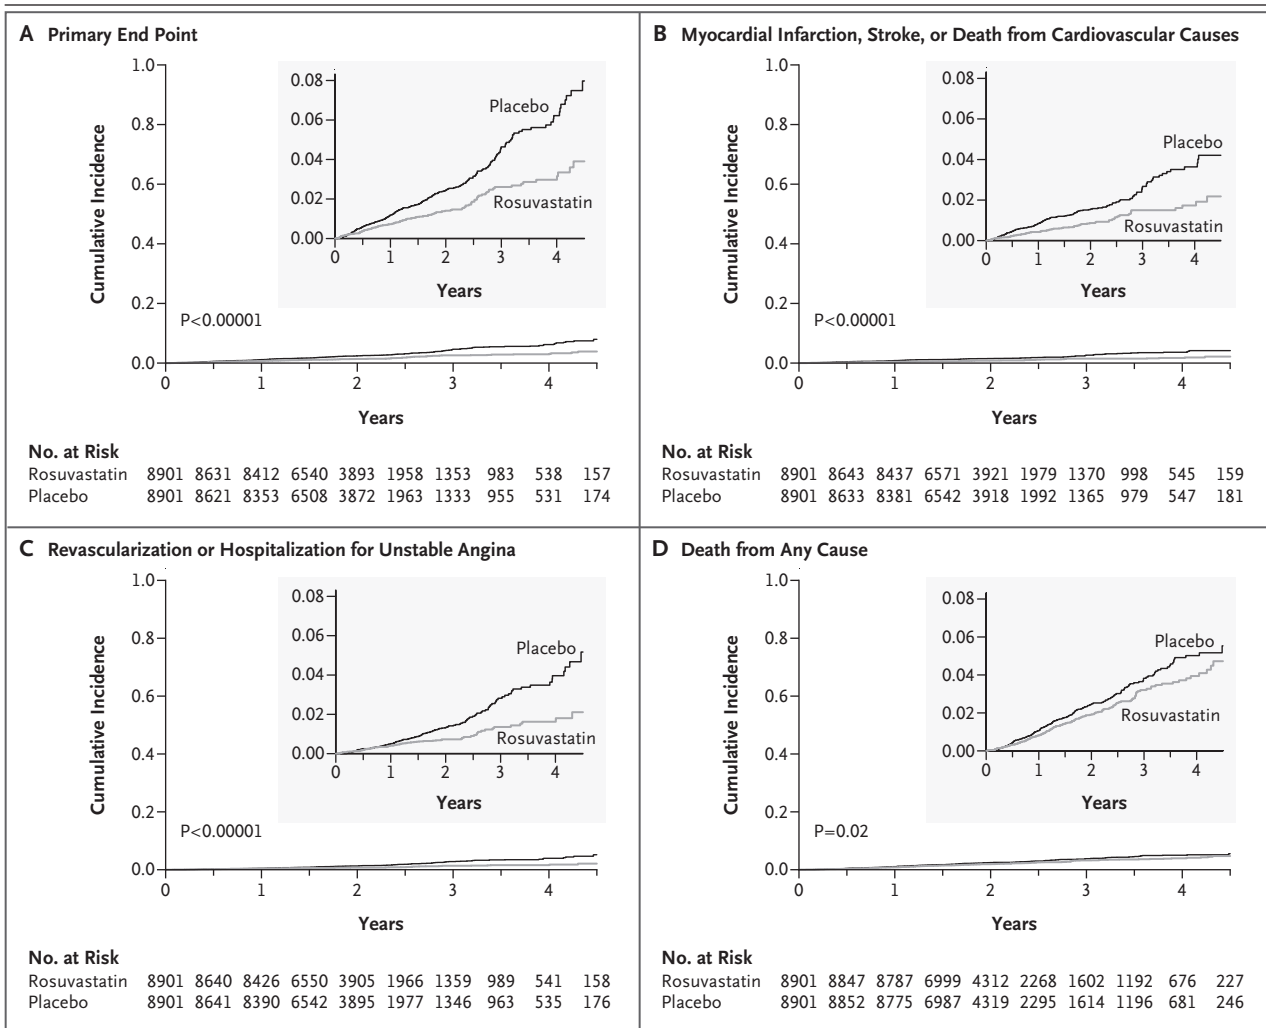 A Primary End Point
1.0
0.8
0.6
0.4
0.2
0.0
Cumulative Incidence
0.08
0.06
0.04
0.02
0.00
Placebo
Rosuvastatin
0 1 2 3 4
Years
P<0.00001
0 1 2 3 4
Years
No. at Risk
Rosuvastatin 8901 8631 8412 6540 3893 1958 1353 983 538 157
Placebo 8901 8621 8353 6508 3872 1963 1333 955 531 174
B Myocardial Infarction, Stroke, or Death from Cardiovascular Causes
1.0
0.8
0.6
0.4
0.2
0.0
Cumulative Incidence
0.08
0.06
0.04
0.02
0.00
Placebo
Rosuvastatin
0 1 2 3 4
Years
P<0.00001
0 1 2 3 4
Years
No. at Risk
Rosuvastatin 8901 8643 8437 6571 3921 1979 1370 998 545 159
Placebo 8901 8633 8381 6542 3918 1992 1365 979 547 181
C Revascularization or Hospitalization for Unstable Angina
1.0
0.8
0.6
0.4
0.2
0.0
Cumulative Incidence
0.08
0.06
0.04
0.02
0.00
Placebo
Rosuvastatin
0 1 2 3 4
Years
P<0.00001
0 1 2 3 4
Years
No. at Risk
Rosuvastatin 8901 8640 8426 6550 3905 1966 1359 989 541 158
Placebo 8901 8641 8390 6542 3895 1977 1346 963 535 176
D Death from Any Cause
1.0
0.8
0.6
0.4
0.2
0.0
Cumulative Incidence
0.08
0.06
0.04
0.02
0.00
Placebo
Rosuvastatin
0 1 2 3 4
Years
P=0.02
0 1 2 3 4
Years
No. at Risk
Rosuvastatin 8901 8847 8787 6999 4312 2268 1602 1192 676 227
Placebo 8901 8852 8775 6987 4319 2295 1614 1196 681 246